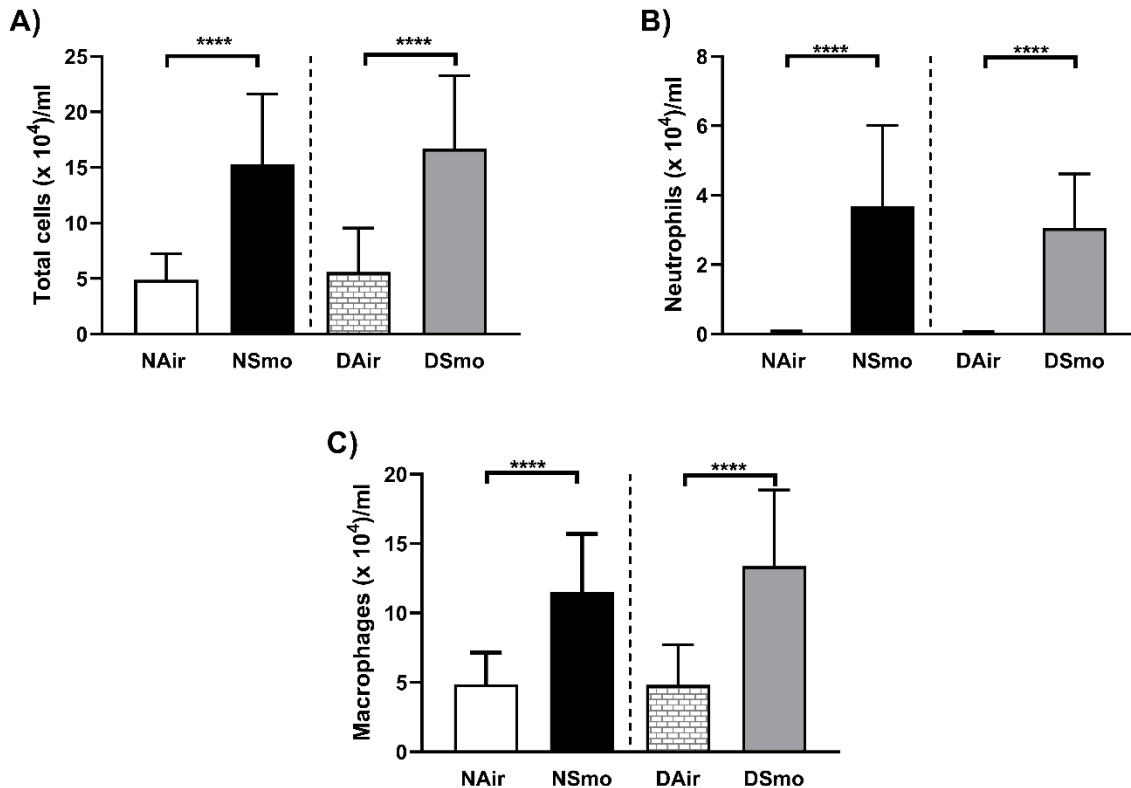 A)
Total cells (x 10⁴)/ml
25
20
15
10
5
0
****
****
NAir NSmo DAir DSmo
B)
Neutrophils (x 10⁴)/ml
8
6
4
2
0
****
****
NAir NSmo DAir DSmo
C)
Macrophages (x 10⁴)/ml
20
15
10
5
0
****
****
NAir NSmo DAir DSmo